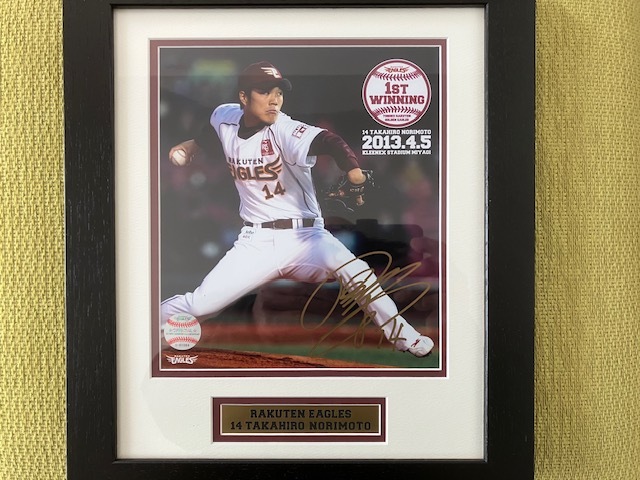 EAGLES
1ST
WINNING
14 TAKAHIRO NORIMOTO
2013.4.5
KLEENEX STADIUM MIYAGI
RAKUTEN
EAGLES
14
EAGLES
RAKUTEN EAGLES
14 TAKAHIRO NORIMOTO